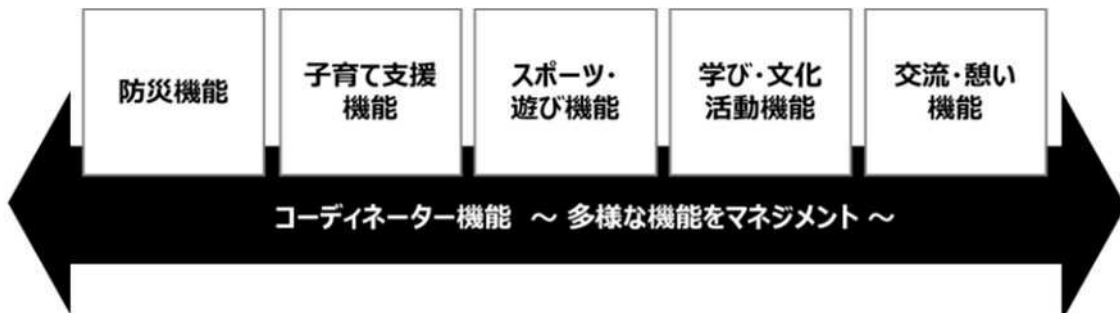 防災機能
子育て支援
機能
スポーツ・
遊び機能
学び・文化
活動機能
交流・憩い
機能
コーディネーター機能 ～ 多様な機能をマネジメント ～